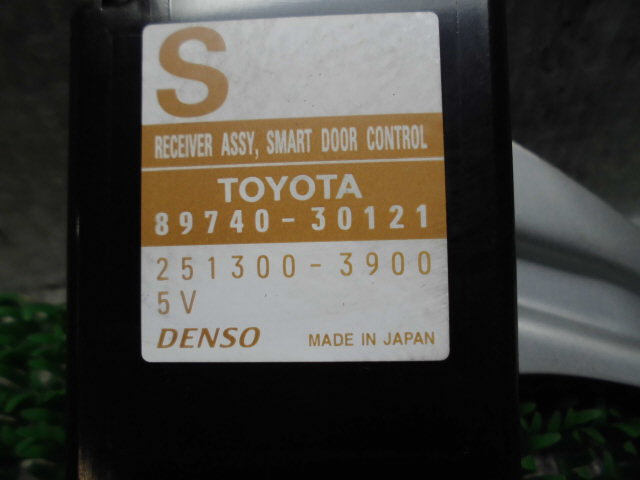 S
RECEIVER ASSY, SMART DOOR CONTROL
TOYOTA
89740-30121
251300-3900
5V
DENSO MADE IN JAPAN